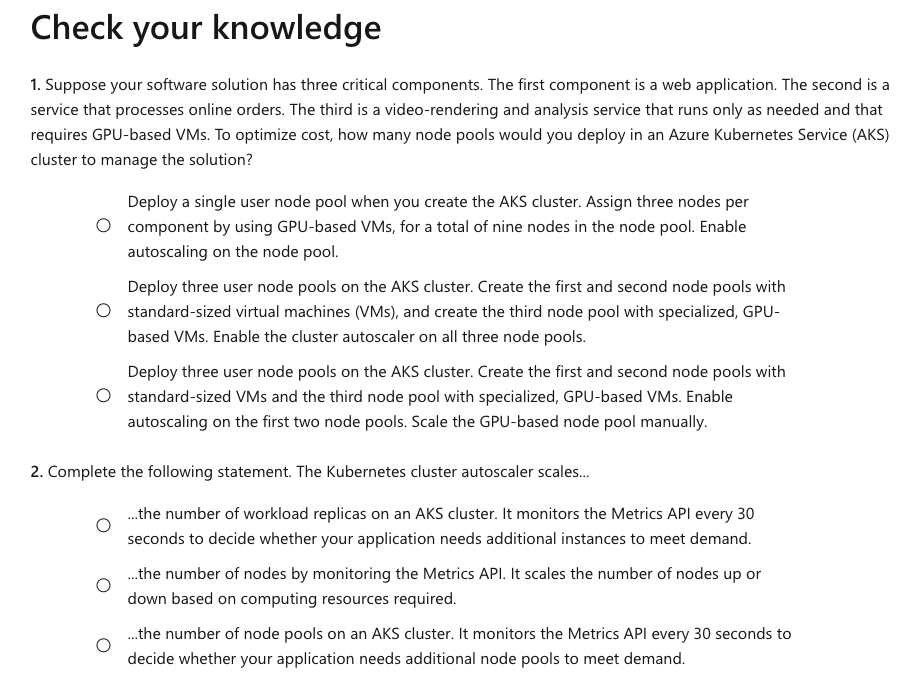 Check your knowledge
1. Suppose your software solution has three critical components. The first component is a web application. The second is a
service that processes online orders. The third is a video-rendering and analysis service that runs only as needed and that
requires GPU-based VMs. To optimize cost, how many node pools would you deploy in an Azure Kubernetes Service (AKS)
cluster to manage the solution?
Deploy a single user node pool when you create the AKS cluster. Assign three nodes per
component by using GPU-based VMs, for a total of nine nodes in the node pool. Enable
autoscaling on the node pool.
Deploy three user node pools on the AKS cluster. Create the first and second node pools with
standard-sized virtual machines (VMs), and create the third node pool with specialized, GPU-
based VMs. Enable the cluster autoscaler on all three node pools.
Deploy three user node pools on the AKS cluster. Create the first and second node pools with
standard-sized VMs and the third node pool with specialized, GPU-based VMs. Enable
autoscaling on the first two node pools. Scale the GPU-based node pool manually.
2. Complete the following statement. The Kubernetes cluster autoscaler scales...
...the number of workload replicas on an AKS cluster. It monitors the Metrics API every 30
seconds to decide whether your application needs additional instances to meet demand.
...the number of nodes by monitoring the Metrics API. It scales the number of nodes up or
down based on computing resources required.
...the number of node pools on an AKS cluster. It monitors the Metrics API every 30 seconds to
decide whether your application needs additional node pools to meet demand.